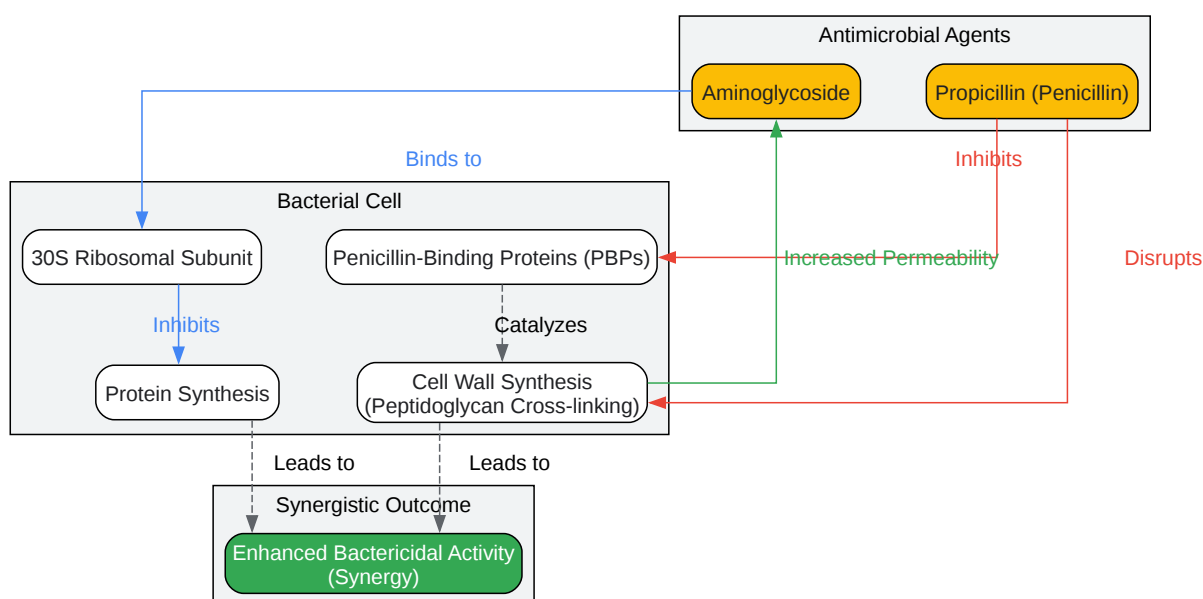 Antimicrobial Agents
Aminoglycoside
Propicillin (Penicillin)
Binds to
Inhibits
Bacterial Cell
30S Ribosomal Subunit
Penicillin-Binding Proteins (PBPs)
Increased Permeability
Disrupts
Inhibits
Catalyzes
Protein Synthesis
Cell Wall Synthesis
(Peptidoglycan Cross-linking)
Leads to
Leads to
Synergistic Outcome
Enhanced Bactericidal Activity
(Synergy)